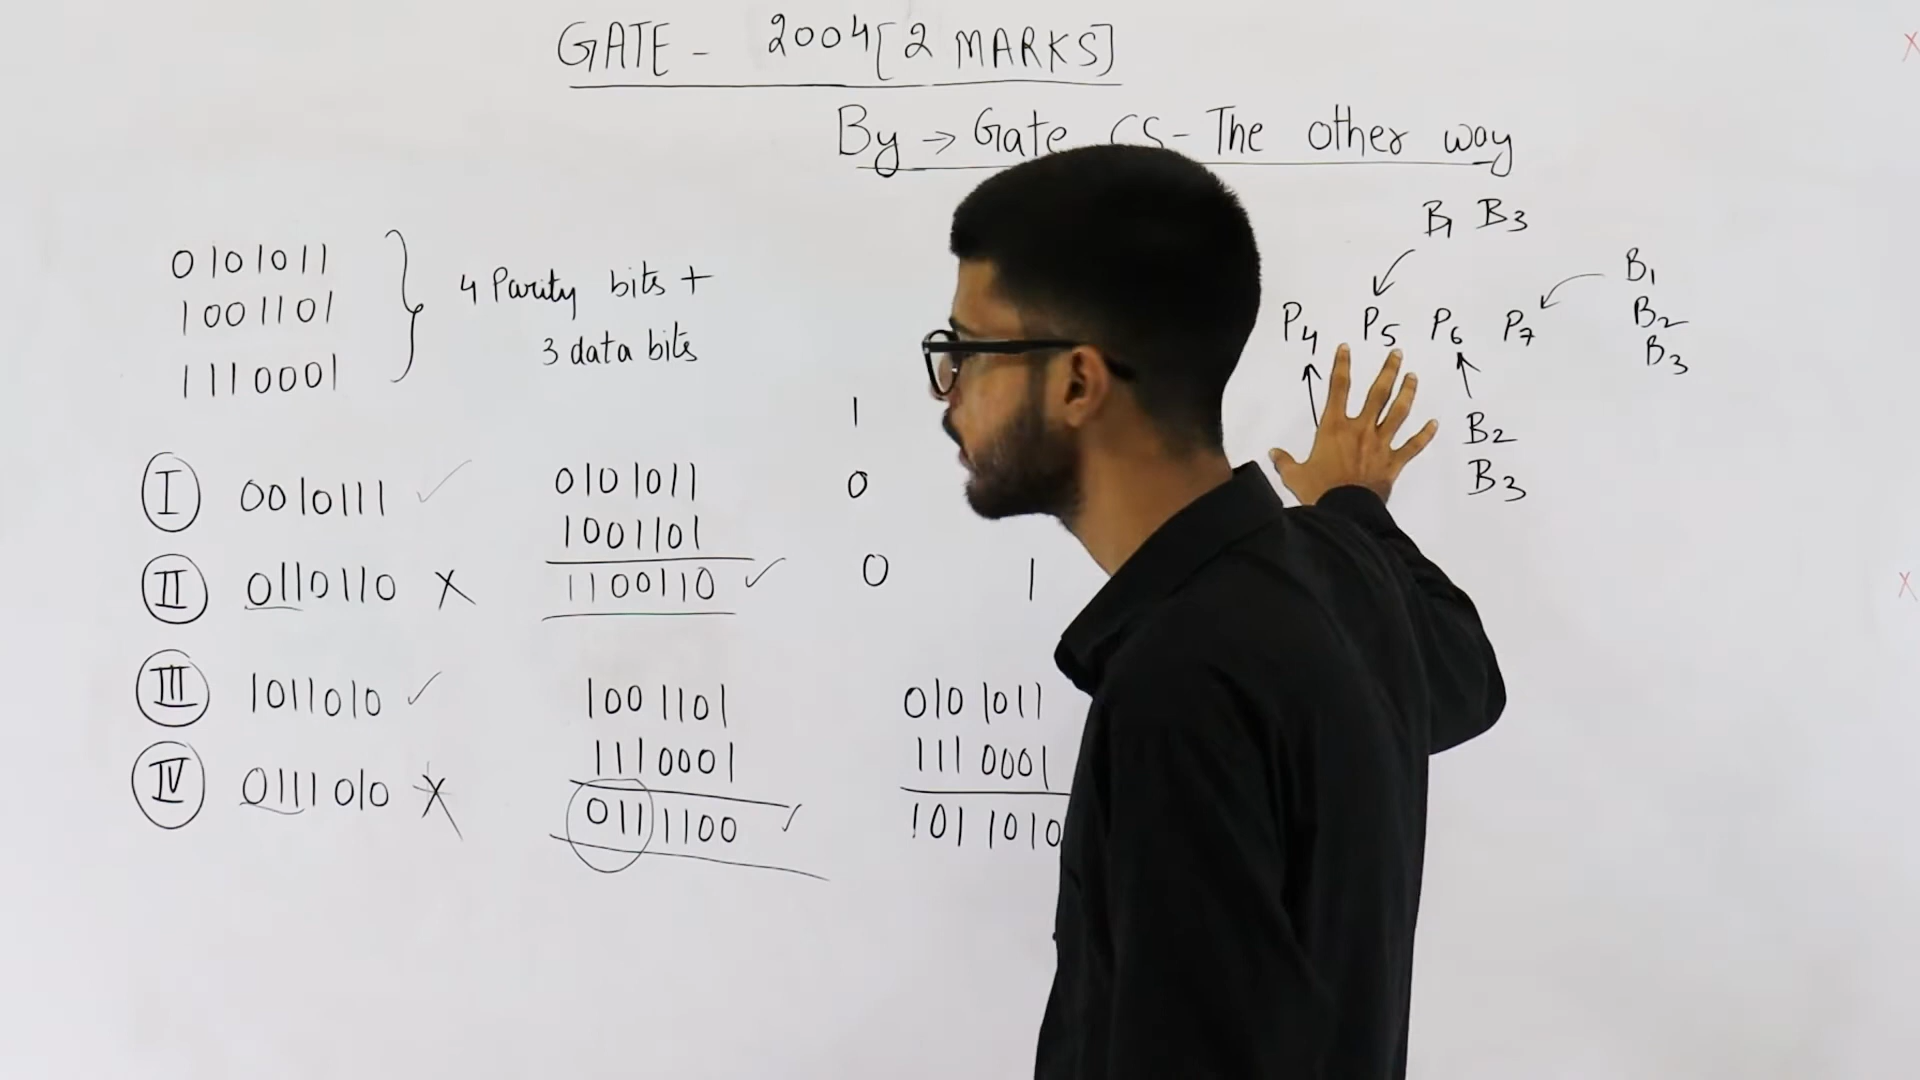 GATE - 2004 [2 MARKS]
By → Gate CS - The other way
0101011
1001101
1110001
4 Parity bits +
3 data bits
I 0010111 ✓
II 0110110 X
III 1011010 ✓
IV 0111010 X
0101011
1001101
1100110 ✓
1001101
1110001
0111100 ✓
0101011
1110001
1011010
1
0
0 1
B1 B3
P4 P5 P6 P7
B1
B2
B3
B2
B3
X
X